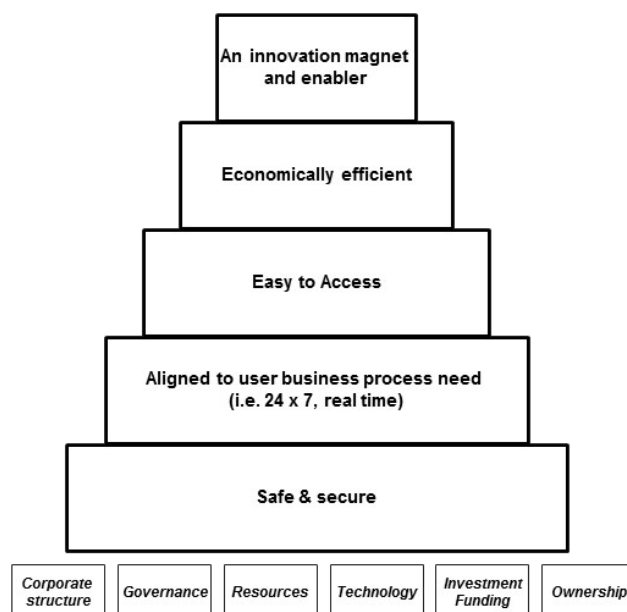 An innovation magnet
and enabler
Economically efficient
Easy to Access
Aligned to user business process need
(i.e. 24 x 7, real time)
Safe & secure
Corporate
structure
Governance
Resources
Technology
Investment
Funding
Ownership